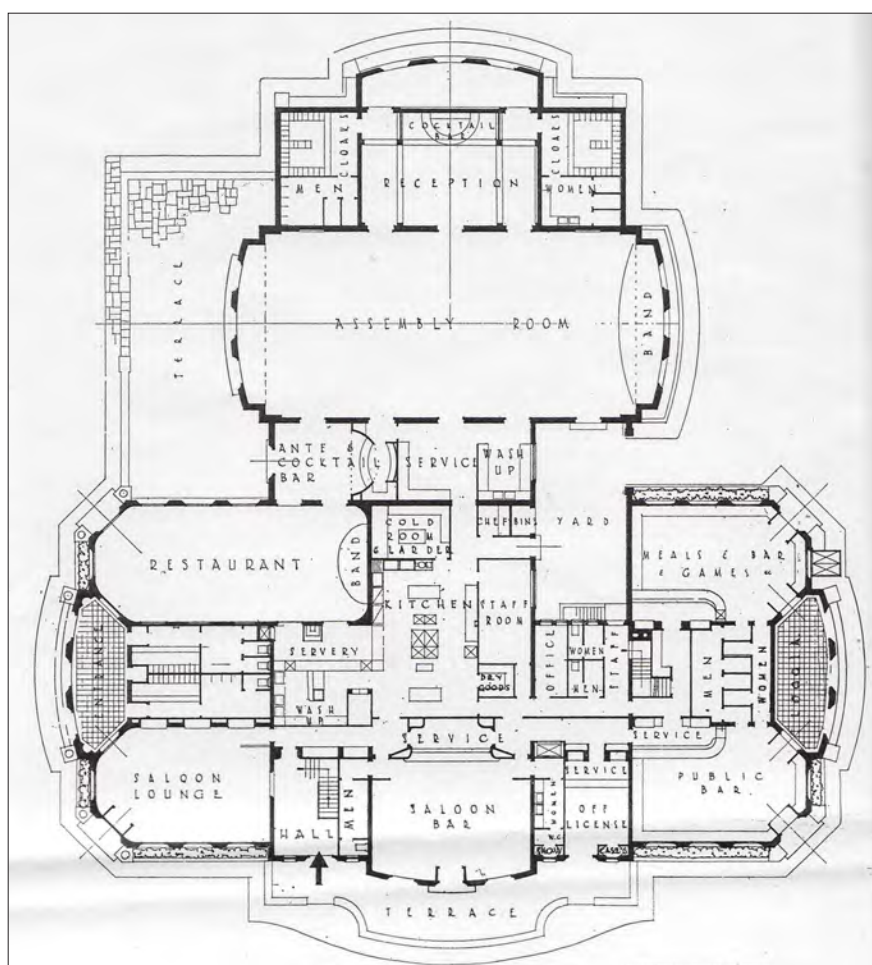 COCKTAIL
BAR
CLOAKS
CLOAKS
MEN
RECEPTION
WOMEN
TERRACE
ASSEMBLY ROOM
BAND
ANTE &
COCKTAIL
BAR
SERVICE
WASH
UP
COLD
ROOM
& LARDER
CHEF
BINS
YARD
RESTAURANT
BAND
MEALS & BAR
& GAMES
KITCHEN
STAFF
ROOM
ENTRANCE
SERVERY
OFFICE
WOMEN
MEN
STAFF
MEN
WOMEN
DRY
GOODS
WASH
UP
SERVICE
SERVICE
SALOON
LOUNGE
SERVICE
PUBLIC
BAR
HALL
MEN
SALOON
BAR
WOMEN
W.C.
OFF
LICENSE
SHOW
CASES
TERRACE